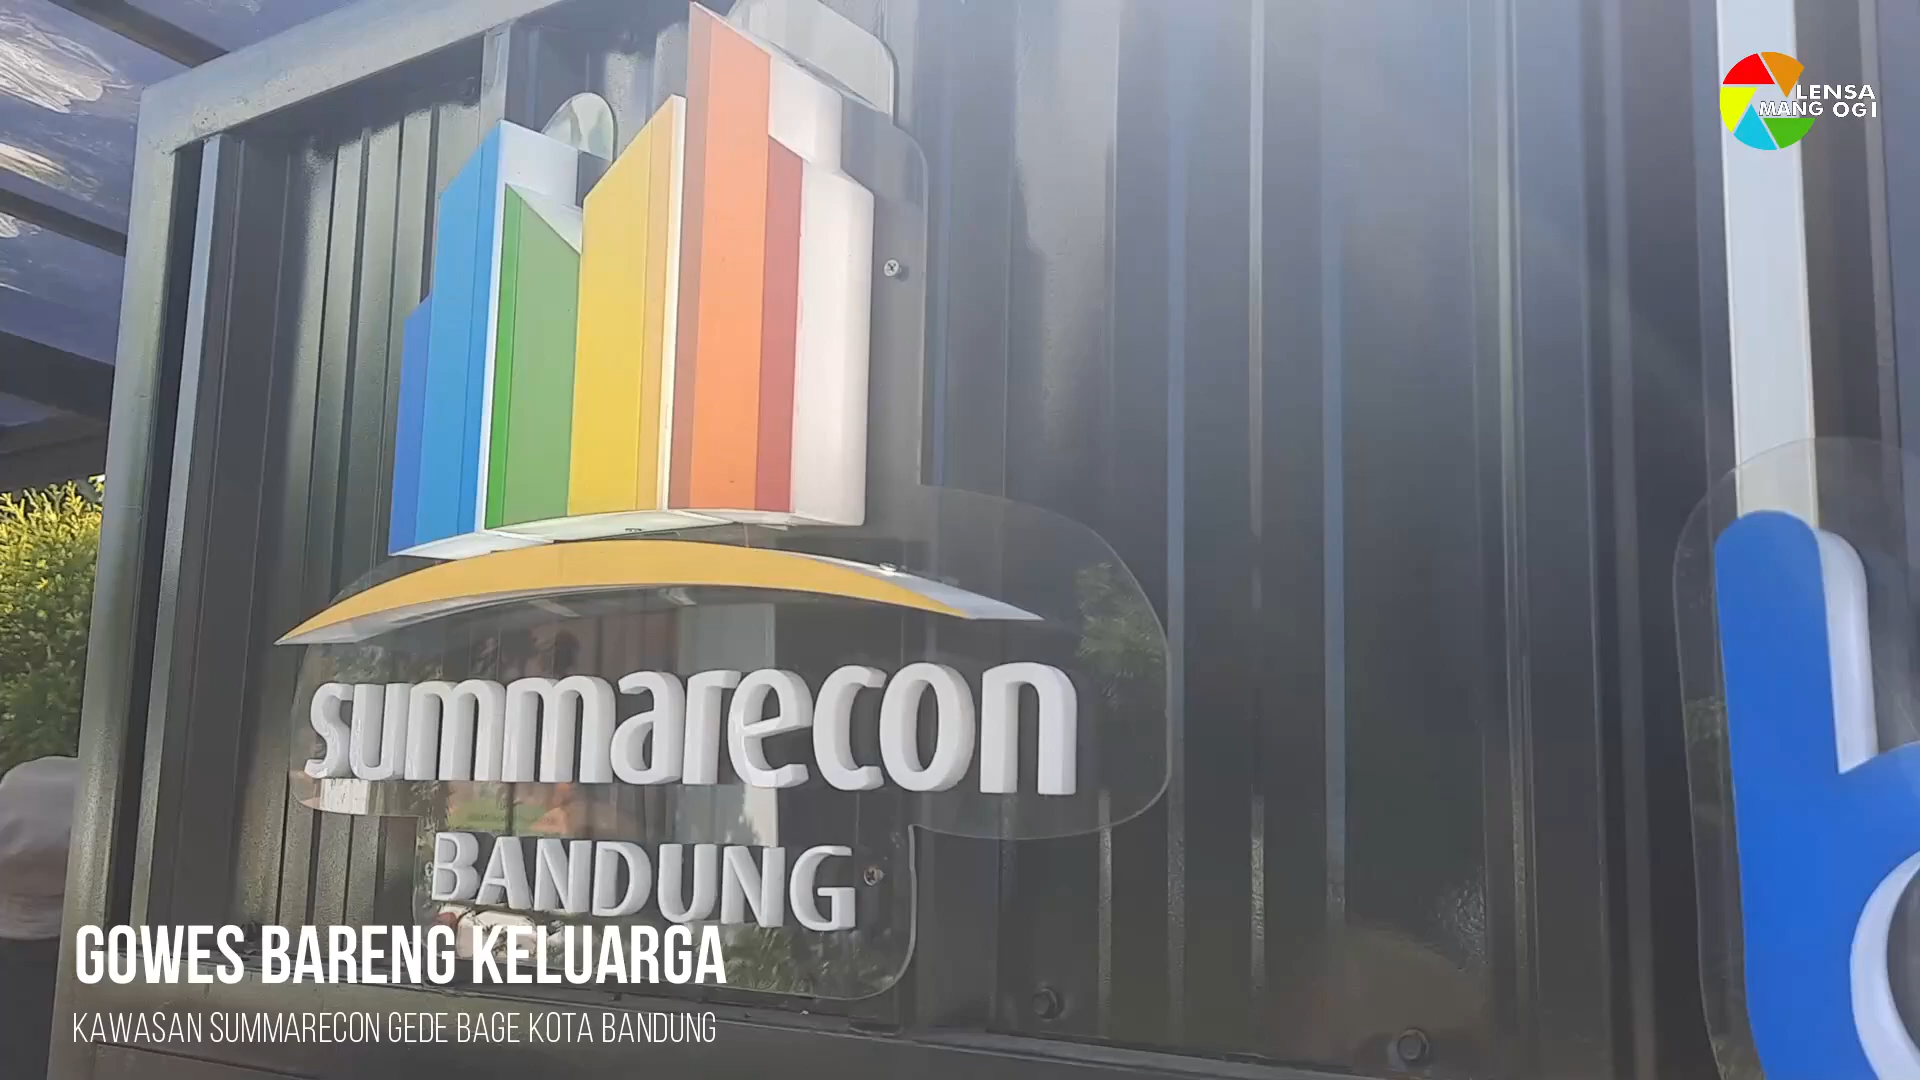 LENSA
MANG OGI
summarecon
BANDUNG
GOWES BARENG KELUARGA
KAWASAN SUMMARECON GEDE BAGE KOTA BANDUNG